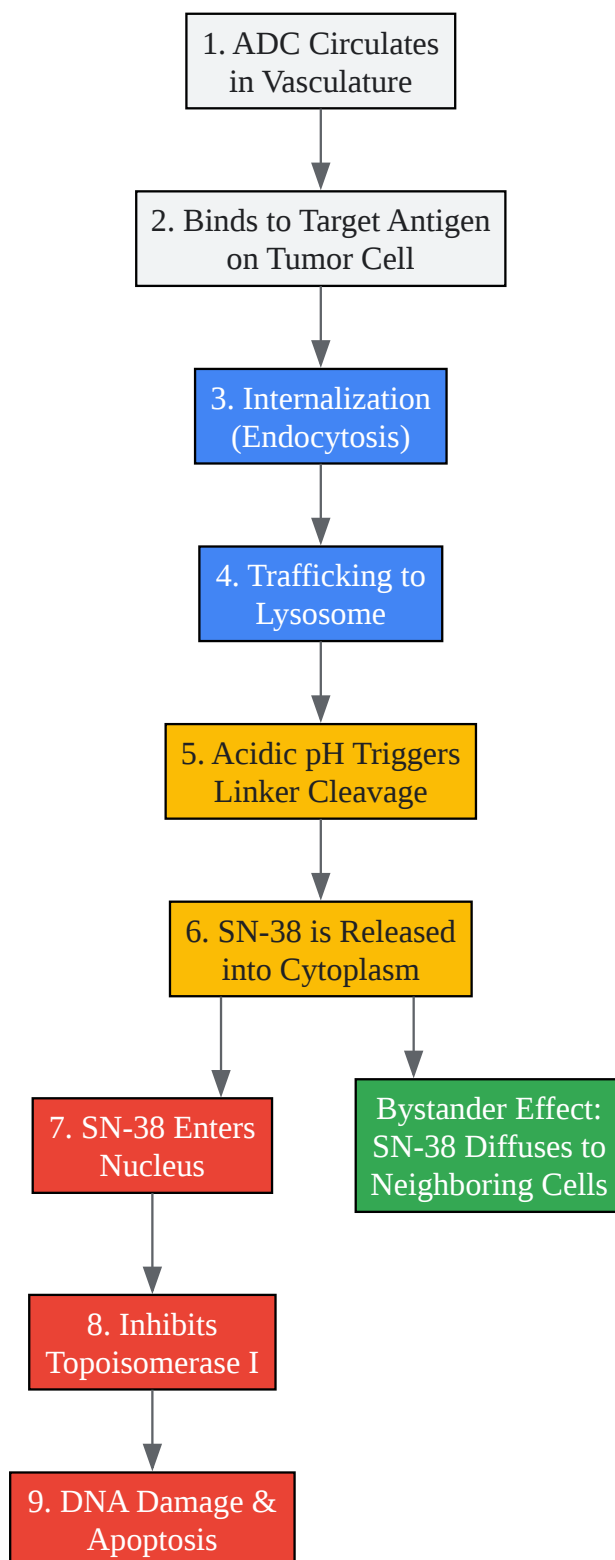 1. ADC Circulates
in Vasculature
2. Binds to Target Antigen
on Tumor Cell
3. Internalization
(Endocytosis)
4. Trafficking to
Lysosome
5. Acidic pH Triggers
Linker Cleavage
6. SN-38 is Released
into Cytoplasm
7. SN-38 Enters
Nucleus
Bystander Effect:
SN-38 Diffuses to
Neighboring Cells
8. Inhibits
Topoisomerase I
9. DNA Damage &
Apoptosis